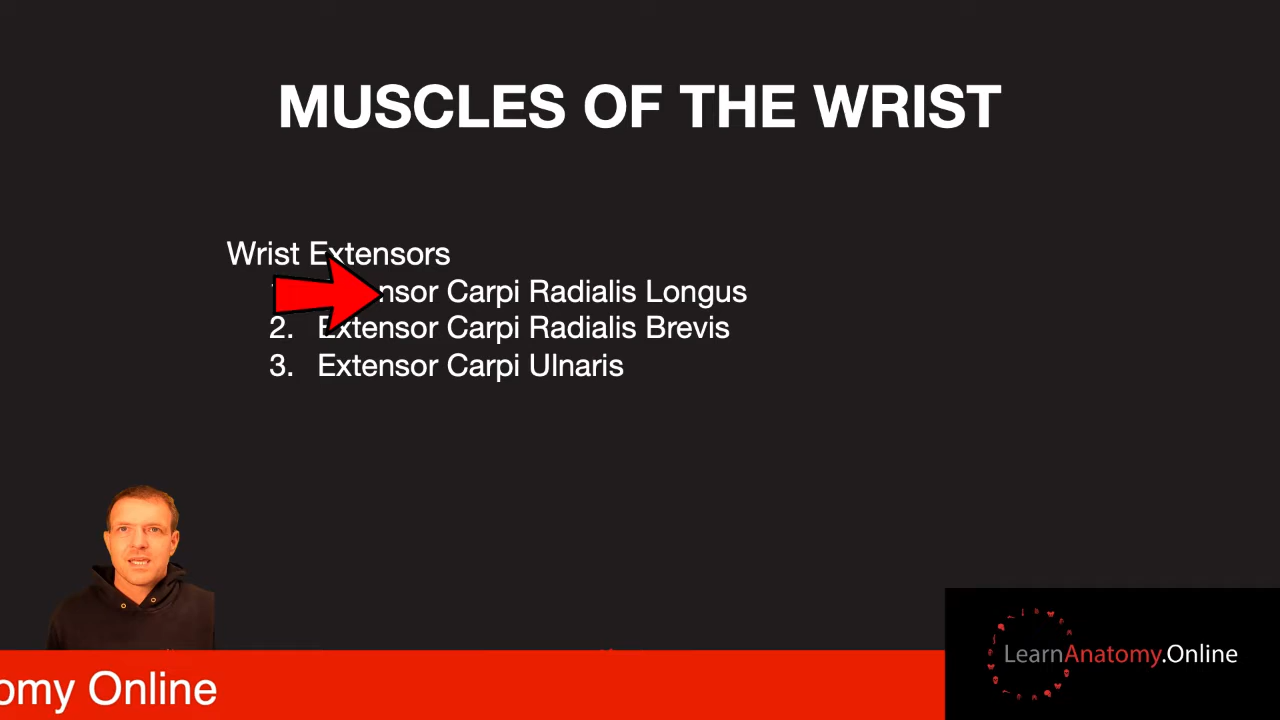 MUSCLES OF THE WRIST
Wrist Extensors
nsor Carpi Radialis Longus
2. Extensor Carpi Radialis Brevis
3. Extensor Carpi Ulnaris
omy Online
LearnAnatomy.Online